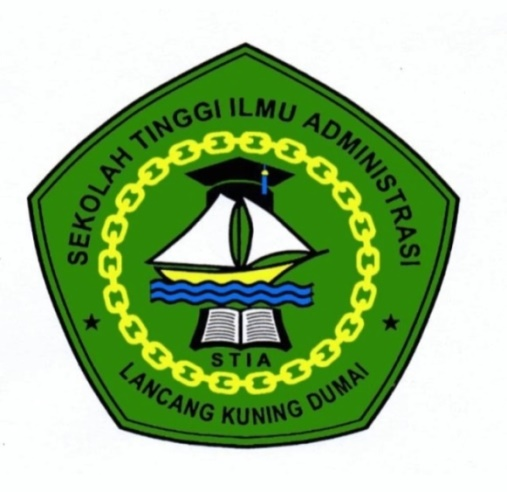 SEKOLAH TINGGI ILMU ADMINISTRASI
STIA
LANCANG KUNING DUMAI